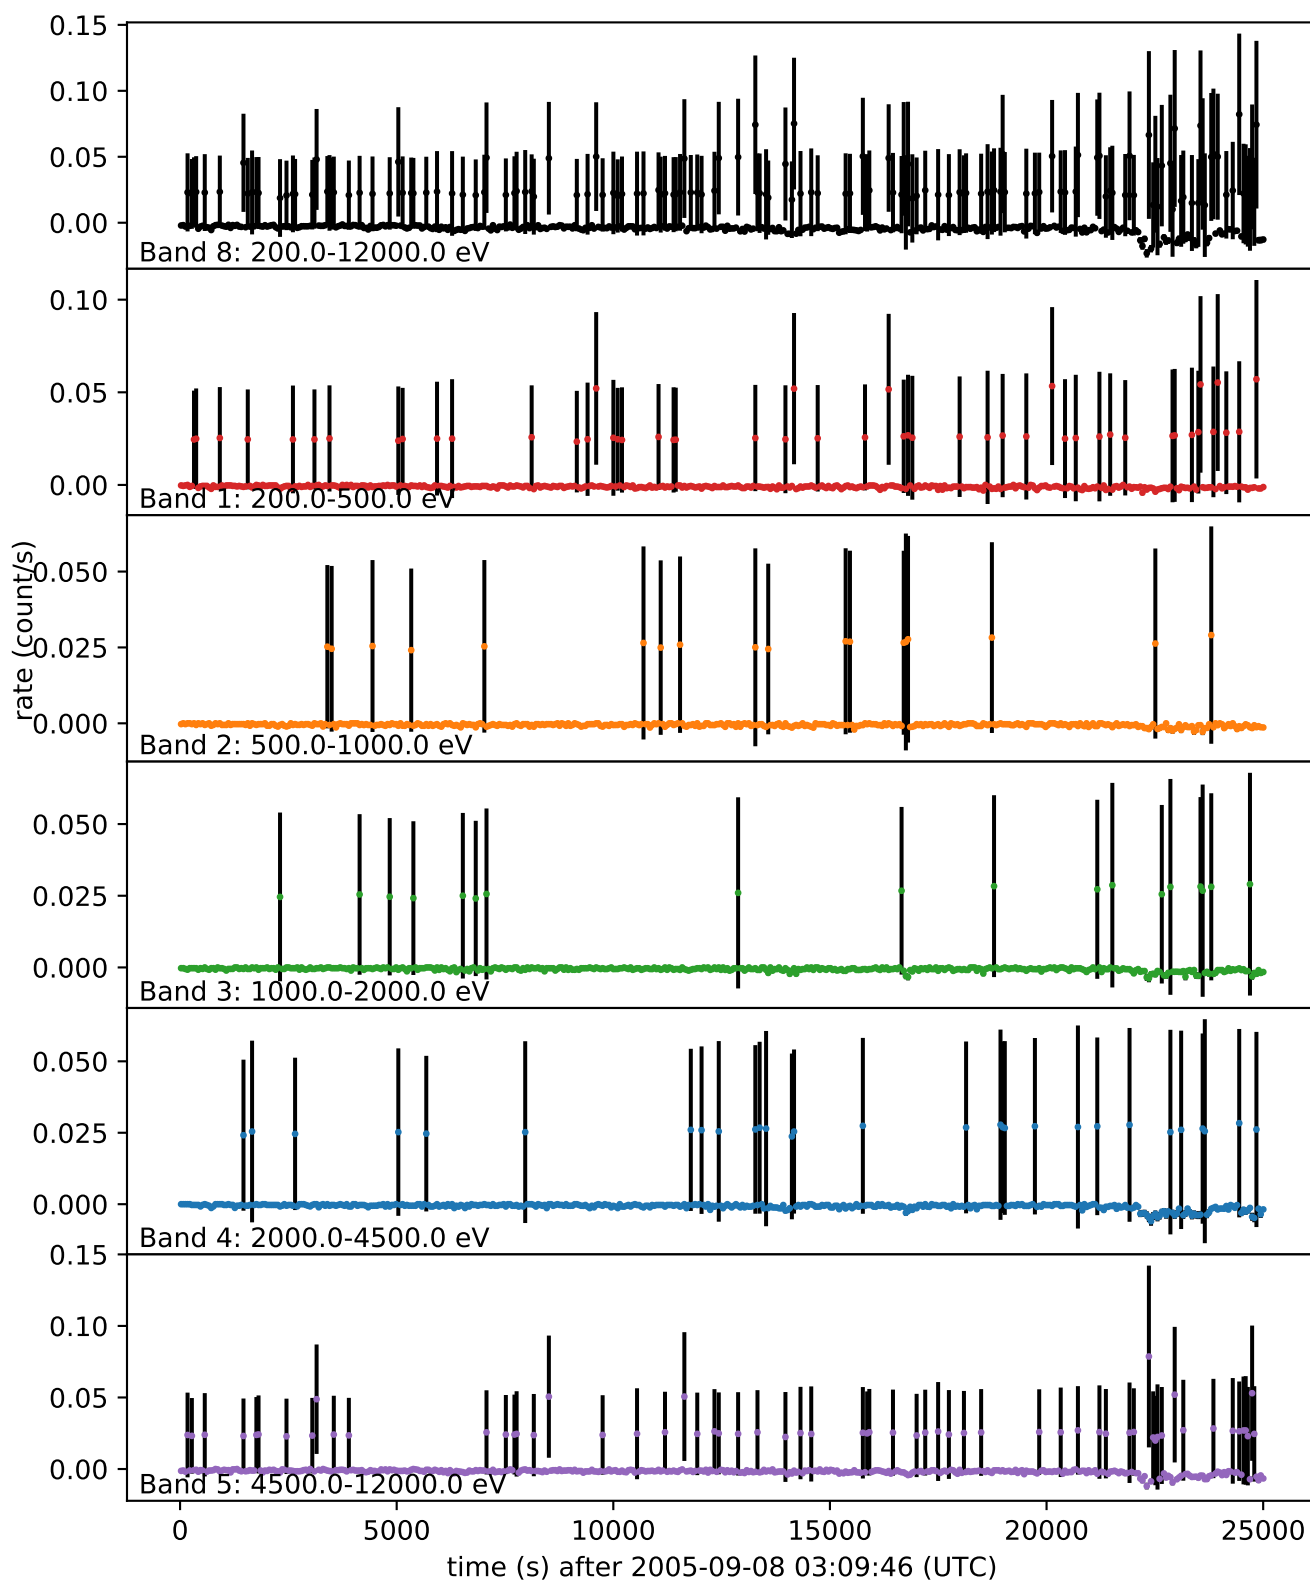 0.15
0.10
0.05
0.00
Band 8: 200.0-12000.0 eV
0.10
0.05
0.00
Band 1: 200.0-500.0 eV
rate (count/s)
0.050
0.025
0.000
Band 2: 500.0-1000.0 eV
0.050
0.025
0.000
Band 3: 1000.0-2000.0 eV
0.050
0.025
0.000
Band 4: 2000.0-4500.0 eV
0.15
0.10
0.05
0.00
Band 5: 4500.0-12000.0 eV
0 5000 10000 15000 20000 25000
time (s) after 2005-09-08 03:09:46 (UTC)